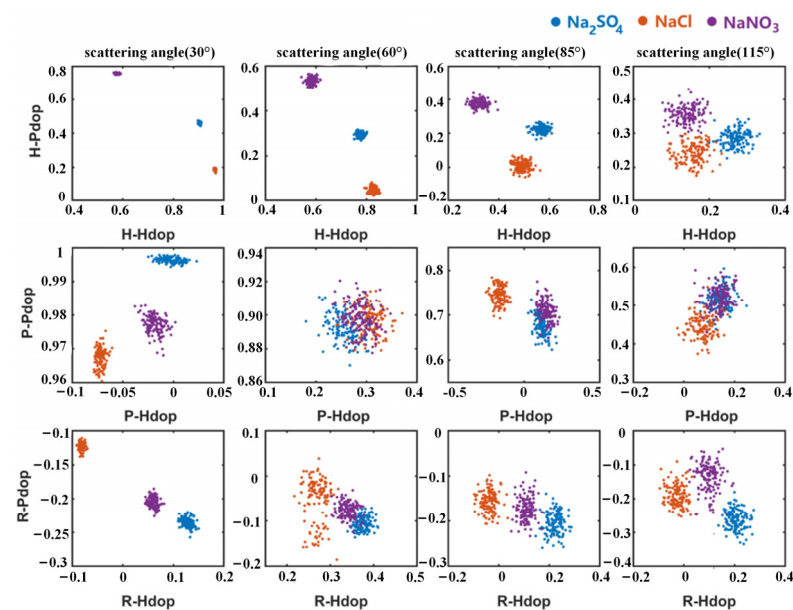 Na2SO4 NaCl NaNO3
scattering angle(30°) scattering angle(60°) scattering angle(85°) scattering angle(115°)
H-Pdop
0.8
0.6
0.4
0.2
0
0.4 0.6 0.8 1
H-Hdop
0.6
0.4
0.2
0
0.4 0.6 0.8 1
H-Hdop
0.6
0.4
0.2
0
−0.2
0.2 0.4 0.6 0.8
H-Hdop
0.5
0.4
0.3
0.2
0.1
0 0.2 0.4
H-Hdop
P-Pdop
1
0.99
0.98
0.97
0.96
−0.1 −0.05 0 0.05
P-Hdop
0.94
0.92
0.90
0.88
0.86
0.1 0.2 0.3 0.4
P-Hdop
0.8
0.7
0.6
−0.5 0 0.5
P-Hdop
0.6
0.5
0.4
0.3
−0.2 0 0.2 0.4
P-Hdop
R-Pdop
−0.1
−0.15
−0.2
−0.25
−0.3
−0.1 0 0.1 0.2
R-Hdop
0.1
0
−0.1
−0.2
0.2 0.3 0.4 0.5
R-Hdop
0
−0.1
−0.2
−0.3
−0.2 0 0.2 0.4
R-Hdop
0
−0.1
−0.2
−0.3
−0.4
−0.2 0 0.2 0.4
R-Hdop